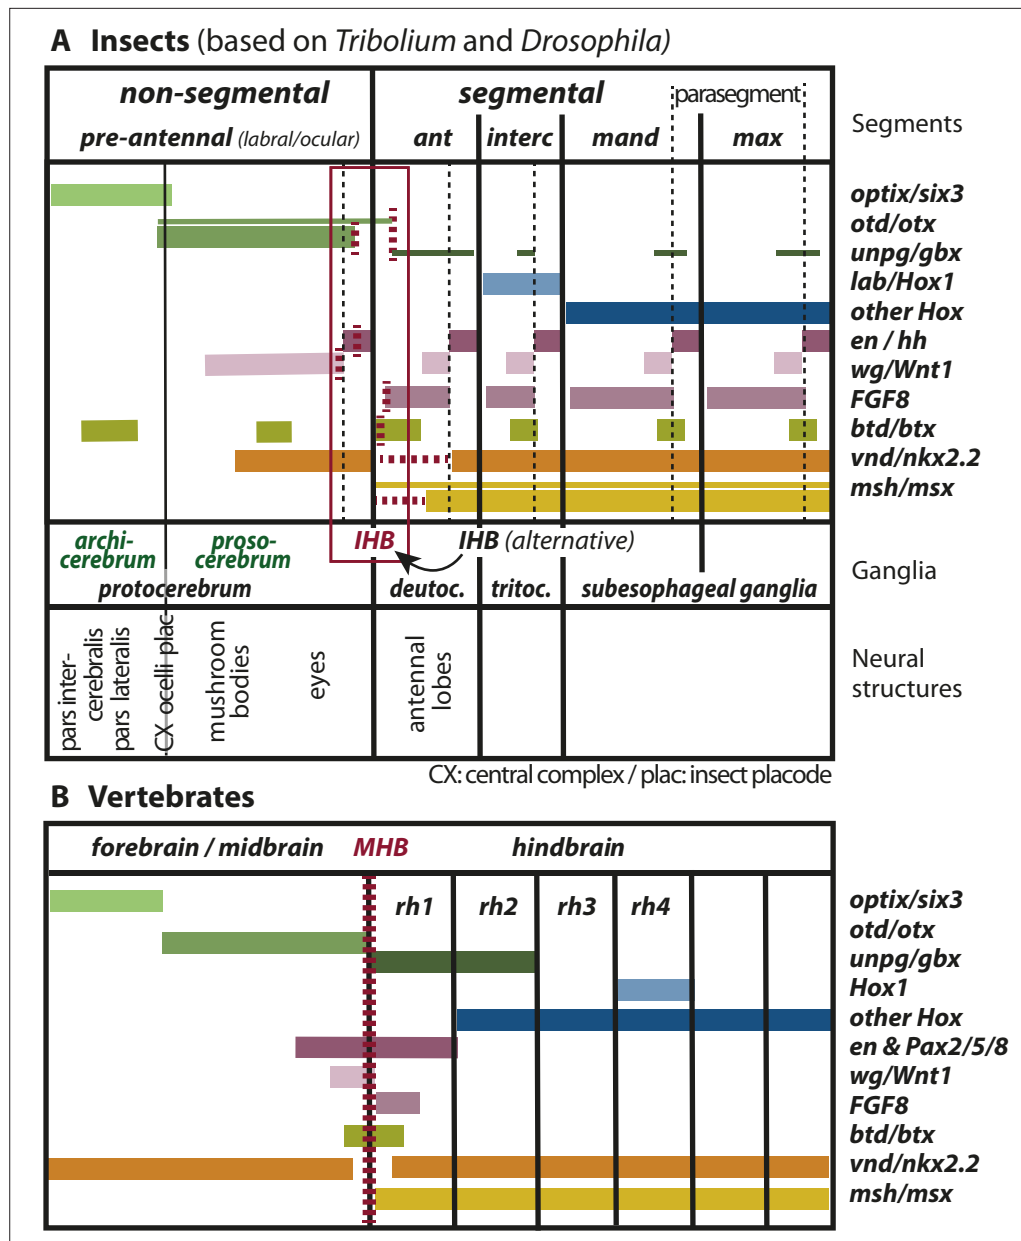 A Insects (based on Tribolium and Drosophila)
non-segmental segmental parasegment
Segments
pre-antennal (labral/ocular) ant interc mand max
optix/six3
otd/otx
unpg/gbx
lab/Hox1
other Hox
en / hh
wg/Wnt1
FGF8
btd/btx
vnd/nkx2.2
msh/msx
archi-
cerebrum
proso-
cerebrum
IHB IHB (alternative)
Ganglia
protocerebrum deutoc. tritoc. subesophageal ganglia
pars inter-
cerebralis
pars lateralis
CX ocelli plac
mushroom
bodies
eyes
antennal
lobes
Neural
structures
CX: central complex / plac: insect placode
B Vertebrates
forebrain / midbrain MHB hindbrain
rh1 rh2 rh3 rh4
optix/six3
otd/otx
unpg/gbx
Hox1
other Hox
en & Pax2/5/8
wg/Wnt1
FGF8
btd/btx
vnd/nkx2.2
msh/msx